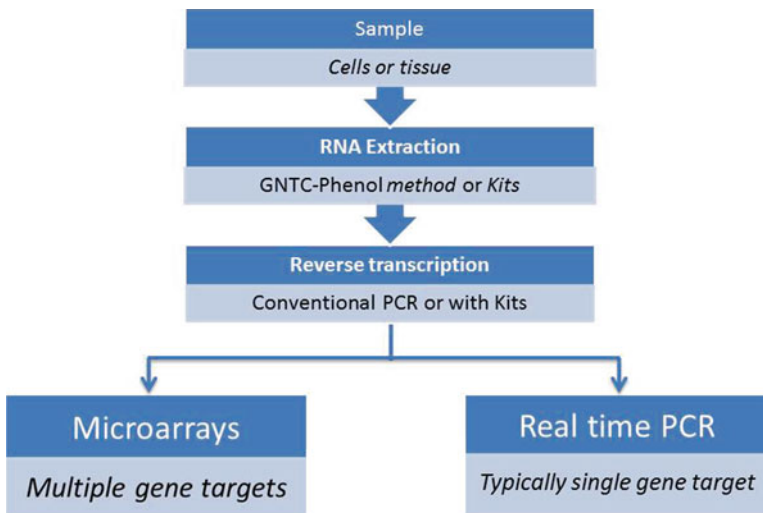 Sample
Cells or tissue
RNA Extraction
GNTC-Phenol method or Kits
Reverse transcription
Conventional PCR or with Kits
Microarrays
Multiple gene targets
Real time PCR
Typically single gene target